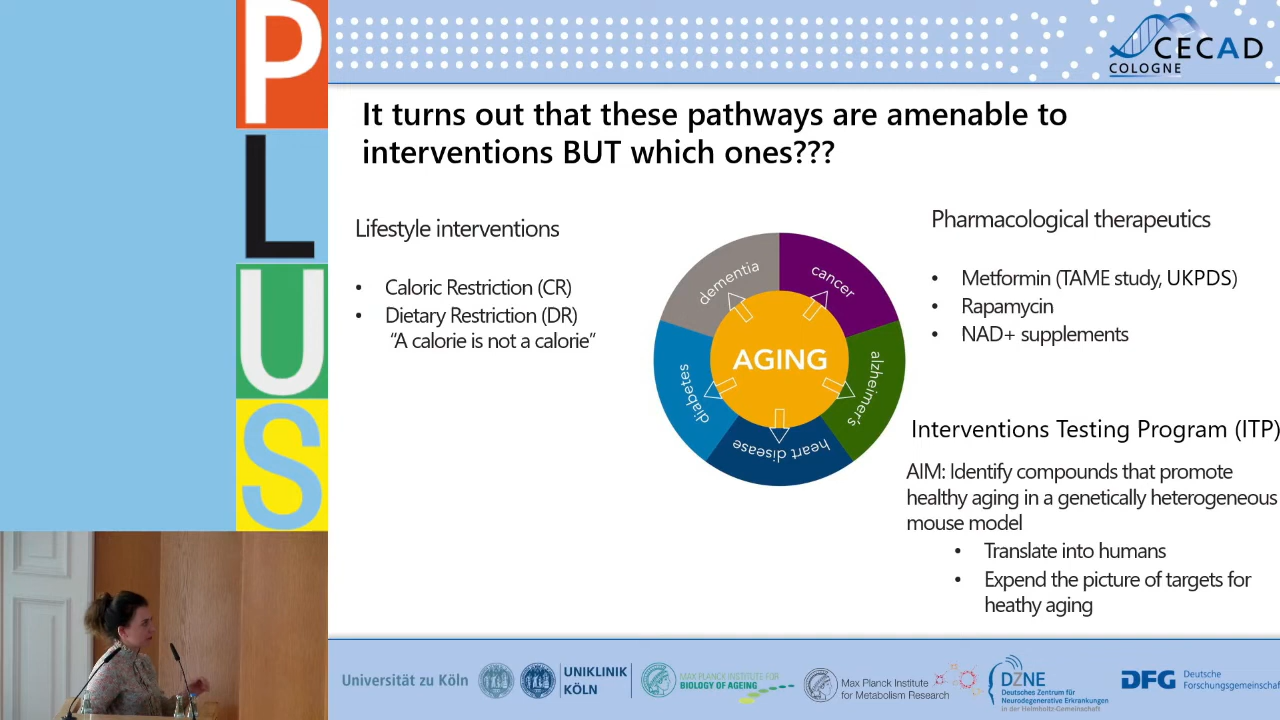 PLUS
CECAD
COLOGNE
It turns out that these pathways are amenable to
interventions BUT which ones???
Lifestyle interventions
• Caloric Restriction (CR)
• Dietary Restriction (DR)
“A calorie is not a calorie”
dementia
cancer
alzheimer's
heart disease
diabetes
AGING
Pharmacological therapeutics
• Metformin (TAME study, UKPDS)
• Rapamycin
• NAD+ supplements
Interventions Testing Program (ITP)
AIM: Identify compounds that promote
healthy aging in a genetically heterogeneous
mouse model
• Translate into humans
• Expend the picture of targets for
heathy aging
Universität zu Köln
UNIKLINIK
KÖLN
MAX PLANCK INSTITUTE FOR
BIOLOGY OF AGEING
Max Planck Institute
for Metabolism Research
DZNE
Deutsches Zentrum für
Neurodegenerative Erkrankungen
in der Helmholtz-Gemeinschaft
DFG
Deutsche
Forschungsgemeinschaft